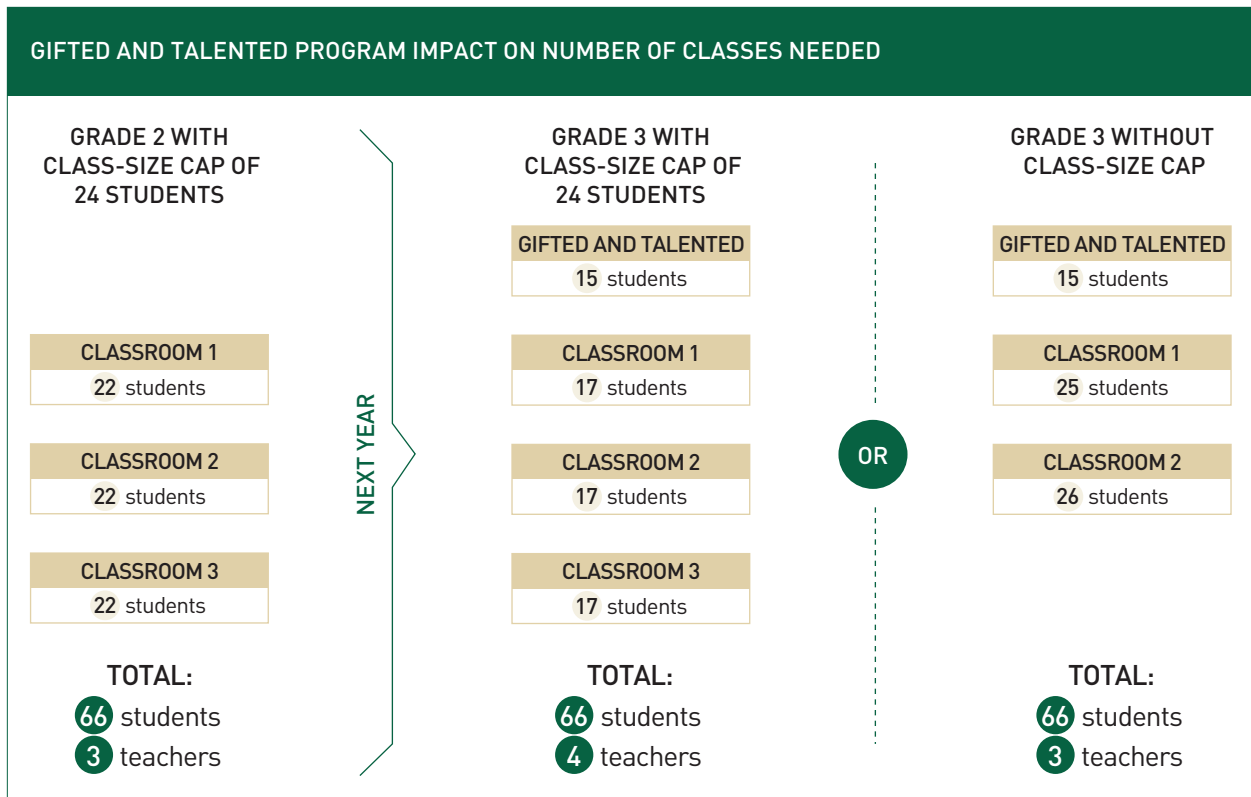 GIFTED AND TALENTED PROGRAM IMPACT ON NUMBER OF CLASSES NEEDED
GRADE 2 WITH
CLASS-SIZE CAP OF
24 STUDENTS
CLASSROOM 1
22 students
CLASSROOM 2
22 students
CLASSROOM 3
22 students
TOTAL:
66 students
3 teachers
NEXT YEAR
GRADE 3 WITH
CLASS-SIZE CAP OF
24 STUDENTS
GIFTED AND TALENTED
15 students
CLASSROOM 1
17 students
CLASSROOM 2
17 students
CLASSROOM 3
17 students
TOTAL:
66 students
4 teachers
OR
GRADE 3 WITHOUT
CLASS-SIZE CAP
GIFTED AND TALENTED
15 students
CLASSROOM 1
25 students
CLASSROOM 2
26 students
TOTAL:
66 students
3 teachers